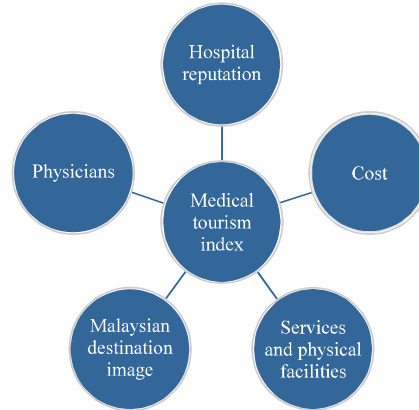 Hospital
reputation
Physicians
Cost
Medical
tourism
index
Malaysian
destination
image
Services
and physical
facilities